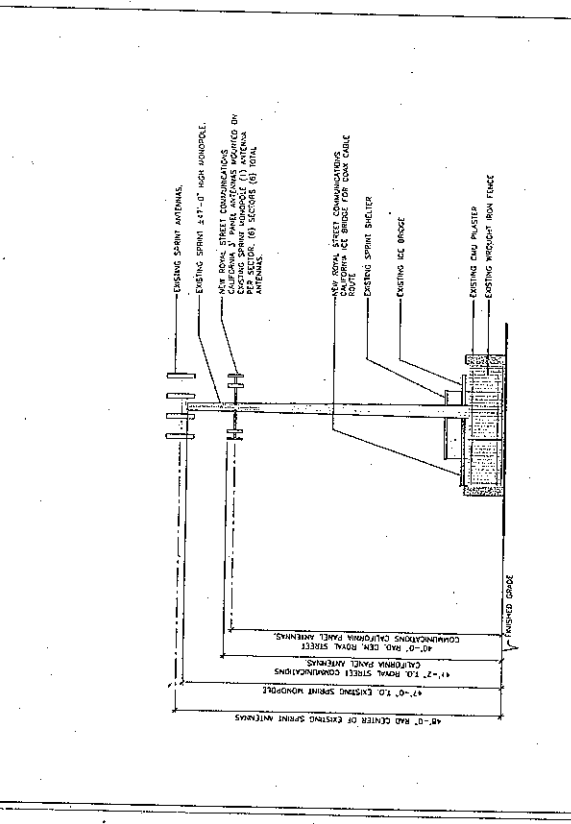 EXISTING SPRINT ANTENNAS.
EXISTING SPRINT ±47'-0" HIGH MONOPOLE.
NEW ROYAL STREET COMMUNICATIONS
CALIFORNIA 5' PANEL ANTENNAS MOUNTED ON
EXISTING SPRINT MONOPOLE (1) ANTENNA
PER SECTOR, (6) SECTORS (6) TOTAL
ANTENNAS.
NEW ROYAL STREET COMMUNICATIONS
CALIFORNIA ICE BRIDGE FOR COAX CABLE
ROUTE
EXISTING SPRINT SHELTER
EXISTING ICE BRIDGE
EXISTING CMU PILASTER
EXISTING WROUGHT IRON FENCE
FINISHED GRADE
40'-0" RAD. CEN. ROYAL STREET
COMMUNICATIONS CALIFORNIA PANEL ANTENNAS.
T.O. ROYAL STREET COMMUNICATIONS
CALIFORNIA PANEL ANTENNAS.
47'-0" T.O. EXISTING SPRINT MONOPOLE
48'-0" RAD CENTER OF EXISTING SPRINT ANTENNAS